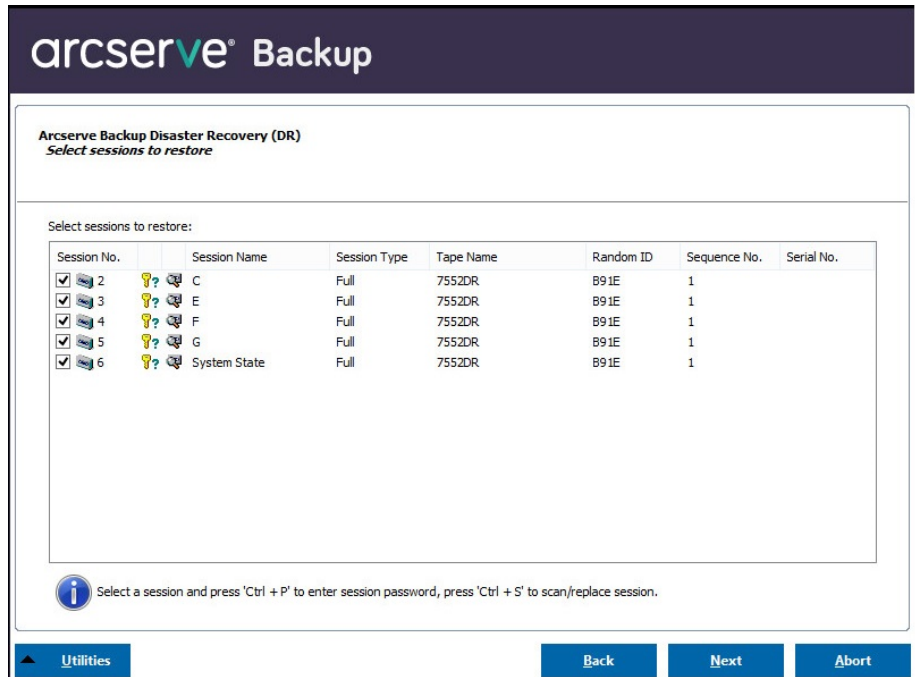 arcserve® Backup
Arcserve Backup Disaster Recovery (DR)
Select sessions to restore
Select sessions to restore:
Session No. Session Name Session Type Tape Name Random ID Sequence No. Serial No.
2 C Full 7552DR B91E 1
3 E Full 7552DR B91E 1
4 F Full 7552DR B91E 1
5 G Full 7552DR B91E 1
6 System State Full 7552DR B91E 1
Select a session and press 'Ctrl + P' to enter session password, press 'Ctrl + S' to scan/replace session.
Utilities Back Next Abort